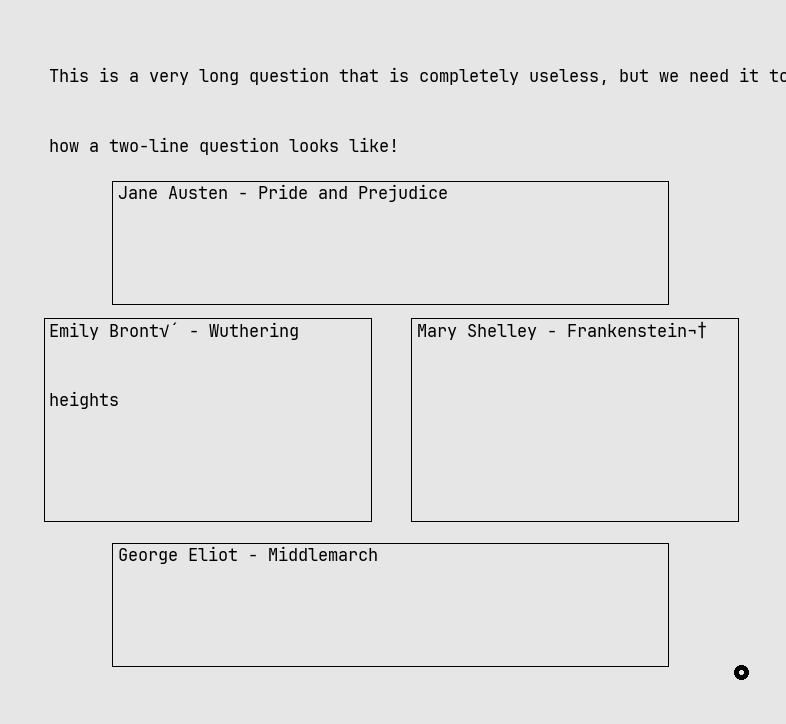 This is a very long question that is completely useless, but we need it to
how a two-line question looks like!
Jane Austen - Pride and Prejudice
Emily Bront√´ - Wuthering
heights
Mary Shelley - Frankenstein¬†
George Eliot - Middlemarch